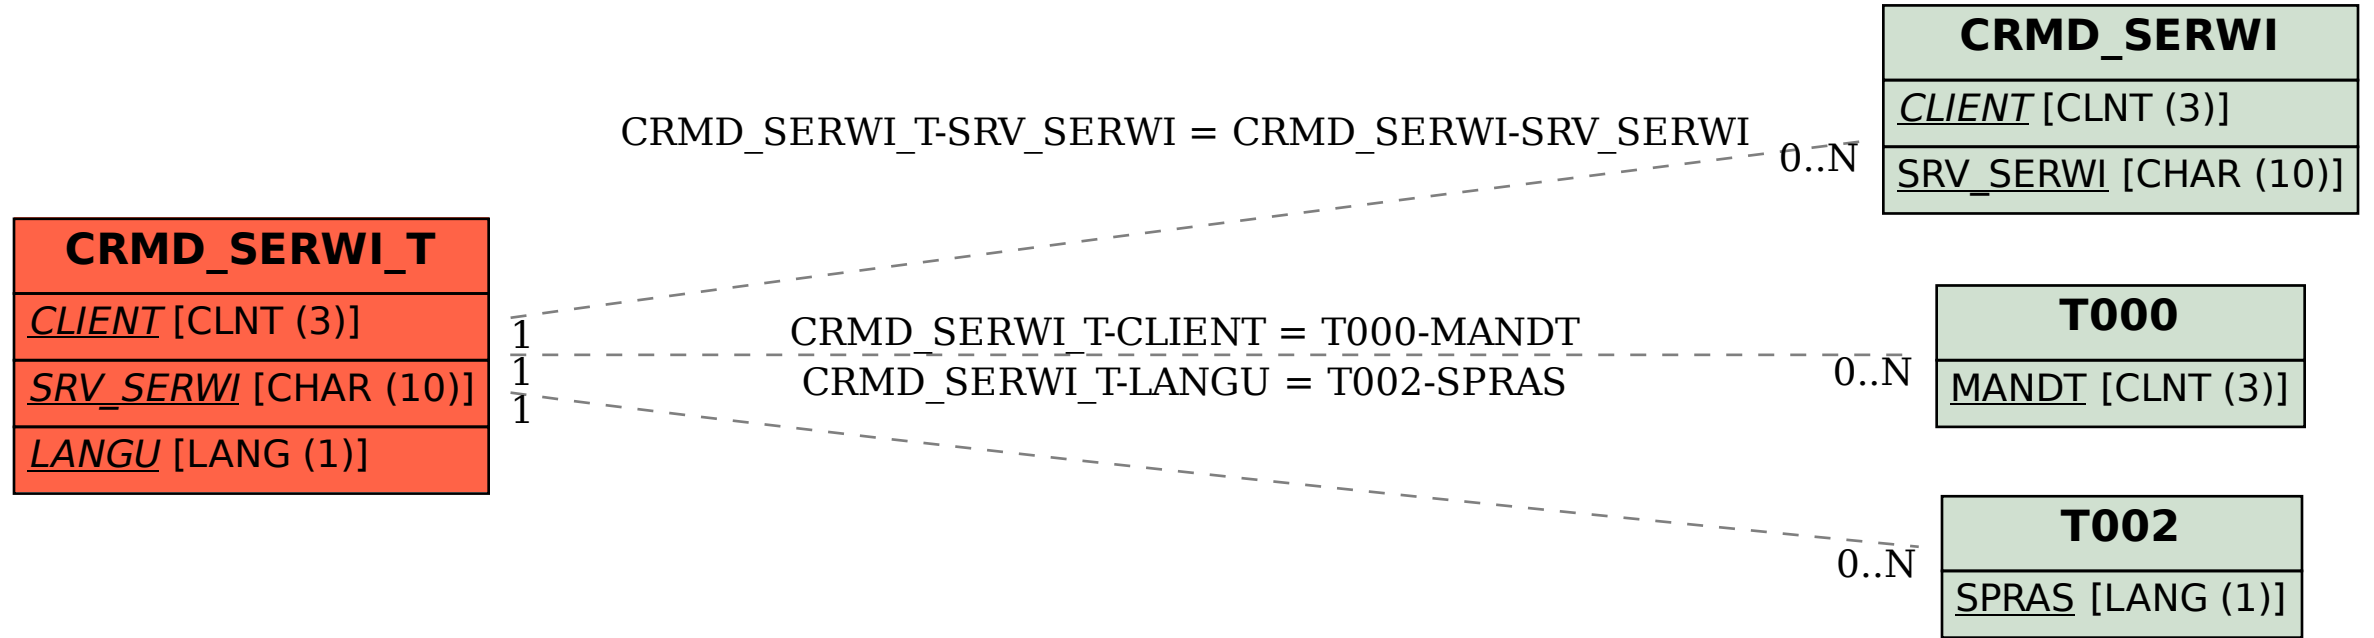 CRMD_SERWI
CLIENT [CLNT (3)]
SRV_SERWI [CHAR (10)]
CRMD_SERWI_T-SRV_SERWI = CRMD_SERWI-SRV_SERWI
0..N
CRMD_SERWI_T
CLIENT [CLNT (3)]
SRV_SERWI [CHAR (10)]
LANGU [LANG (1)]
1
1
1
CRMD_SERWI_T-CLIENT = T000-MANDT
CRMD_SERWI_T-LANGU = T002-SPRAS
0..N
T000
MANDT [CLNT (3)]
0..N
T002
SPRAS [LANG (1)]